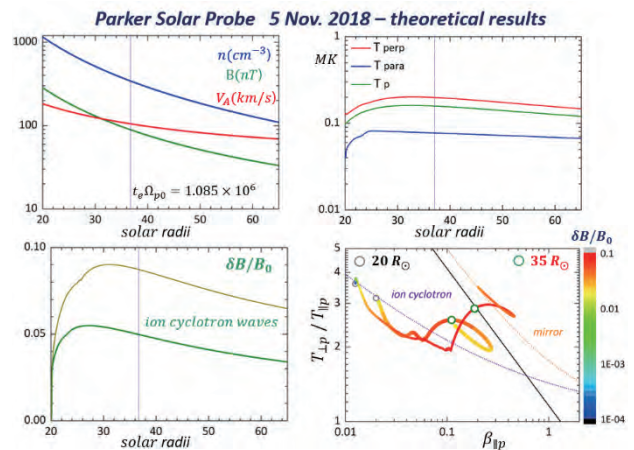 Parker Solar Probe 5 Nov. 2018 – theoretical results
1000
100
10
n(cm⁻³)
B(nT)
V_A(km/s)
t_e Ω_p0 = 1.085 × 10⁶
20 30 40 50 60
solar radii
MK
1
0.1
0.01
T perp
T para
T p
20 30 40 50 60
solar radii
0.10
0.05
0.00
δB/B₀
ion cyclotron waves
20 30 40 50 60
solar radii
T⊥p / T∥p
5
4
3
2
1
20 R⊙
35 R⊙
ion cyclotron
mirror
0.01 0.1 1
β∥p
δB/B₀
0.1
0.01
1E-03
1E-04